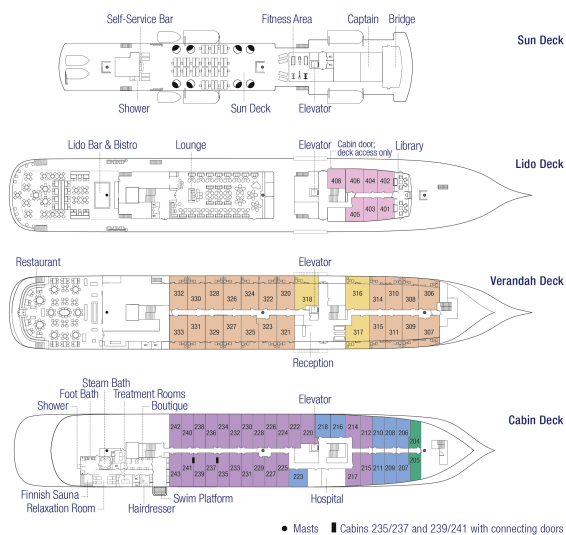 Self-Service Bar
Fitness Area
Captain
Bridge
Sun Deck
Shower
Sun Deck
Elevator
Lido Bar & Bistro
Lounge
Elevator
Cabin door;
deck access only
Library
Lido Deck
408 406 404 402
405 403 401
Restaurant
Elevator
Verandah Deck
332 330 328 326 324 322 320 318 316 314 310 308 306
333 331 329 327 325 323 321 317 315 311 309 307
Reception
Steam Bath
Foot Bath
Treatment Rooms
Shower
Boutique
Elevator
Cabin Deck
242 240 238 236 234 232 230 228 226 224 222 220 218 216 214 212 210 208 206 204
243 241 239 237 235 233 231 229 227 225 223 217 215 211 209 207 205
Finnish Sauna
Swim Platform
Relaxation Room
Hairdresser
Hospital
Masts
Cabins 235/237 and 239/241 with connecting doors